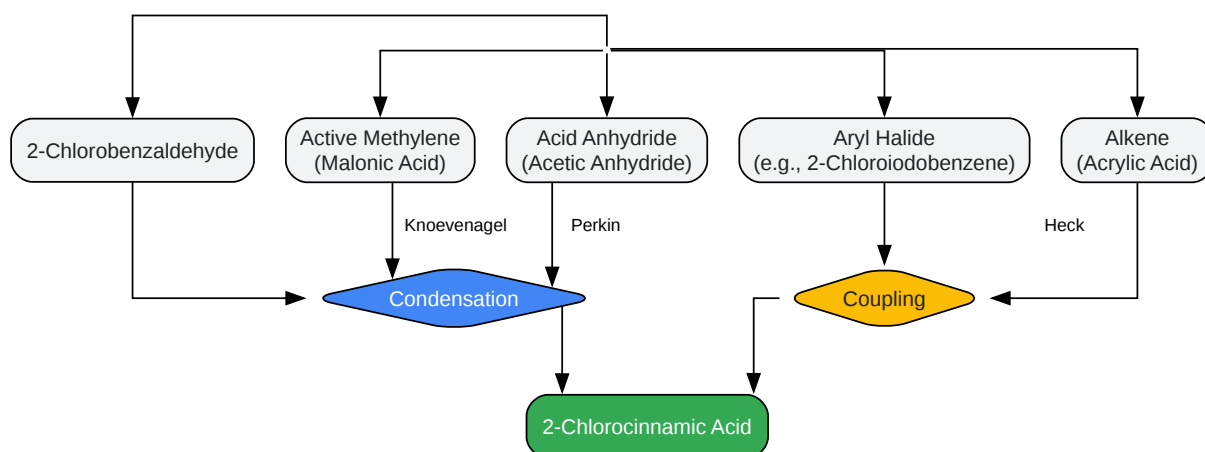 2-Chlorobenzaldehyde
Active Methylene
(Malonic Acid)
Acid Anhydride
(Acetic Anhydride)
Aryl Halide
(e.g., 2-Chloroiodobenzene)
Alkene
(Acrylic Acid)
Knoevenagel
Perkin
Heck
Condensation
Coupling
2-Chlorocinnamic Acid